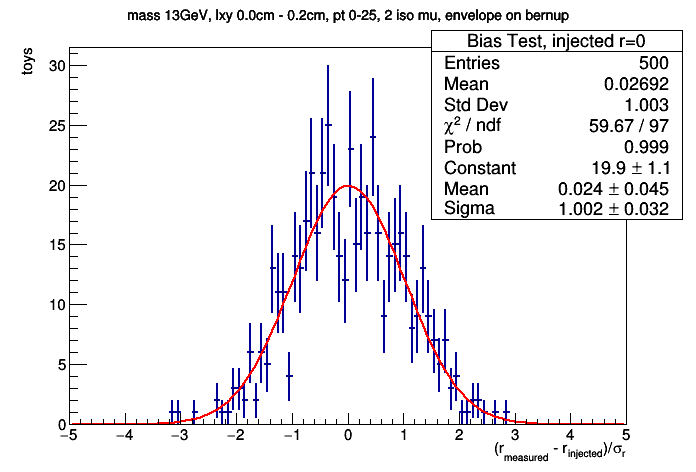 mass 13GeV, lxy 0.0cm - 0.2cm, pt 0-25, 2 iso mu, envelope on bernup
toys
Bias Test, injected r=0
Entries 500
Mean 0.02692
Std Dev 1.003
χ² / ndf 59.67 / 97
Prob 0.999
Constant 19.9 ± 1.1
Mean 0.024 ± 0.045
Sigma 1.002 ± 0.032
30
25
20
15
10
5
0
−5 −4 −3 −2 −1 0 1 2 3 4 5
(r_measured - r_injected)/σ_r